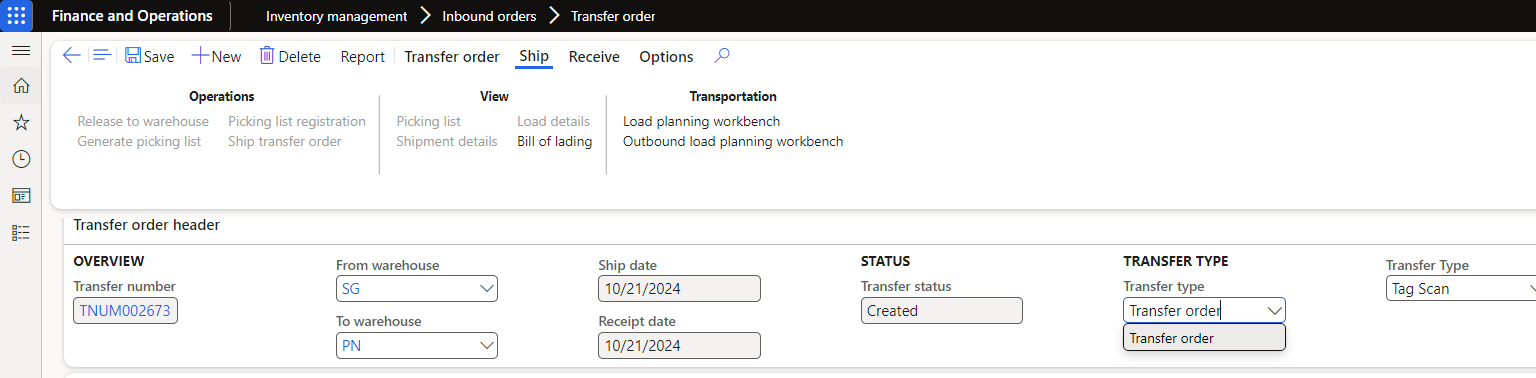 Finance and Operations Inventory management Inbound orders Transfer order
Save New Delete Report Transfer order Ship Receive Options
Operations View Transportation
Release to warehouse Picking list registration Picking list Load details Load planning workbench
Generate picking list Ship transfer order Shipment details Bill of lading Outbound load planning workbench
Transfer order header
OVERVIEW
Transfer number
TNUM002673
From warehouse
SG
To warehouse
PN
Ship date
10/21/2024
Receipt date
10/21/2024
STATUS
Transfer status
Created
TRANSFER TYPE
Transfer type
Transfer order
Transfer order
Transfer Type
Tag Scan